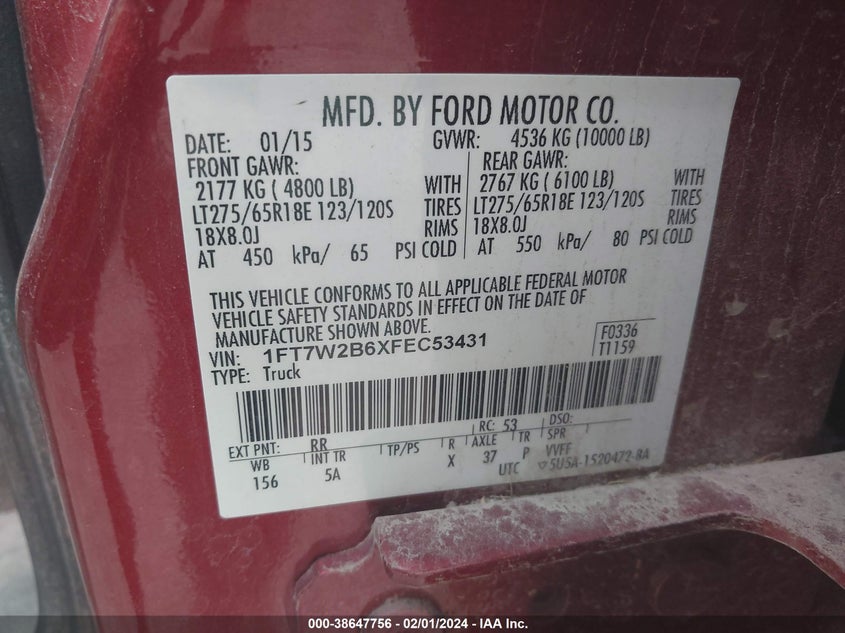 MFD. BY FORD MOTOR CO.
DATE: 01/15 GVWR: 4536 KG (10000 LB)
FRONT GAWR: REAR GAWR:
2177 KG ( 4800 LB) WITH 2767 KG ( 6100 LB) WITH
LT275/65R18E 123/120S TIRES LT275/65R18E 123/120S TIRES
18X8.0J RIMS 18X8.0J RIMS
AT 450 kPa/ 65 PSI COLD AT 550 kPa/ 80 PSI COLD
THIS VEHICLE CONFORMS TO ALL APPLICABLE FEDERAL MOTOR
VEHICLE SAFETY STANDARDS IN EFFECT ON THE DATE OF
MANUFACTURE SHOWN ABOVE.
VIN: 1FT7W2B6XFEC53431 F0336
TYPE: Truck T1159
EXT PNT: RR RC: 53 DSO:
WB INT TR TP/PS R AXLE TR SPR
156 5A X 37 P VVFF
UTC ▽5U5A-1520472-BA
000-38647756 - 02/01/2024 - IAA Inc.